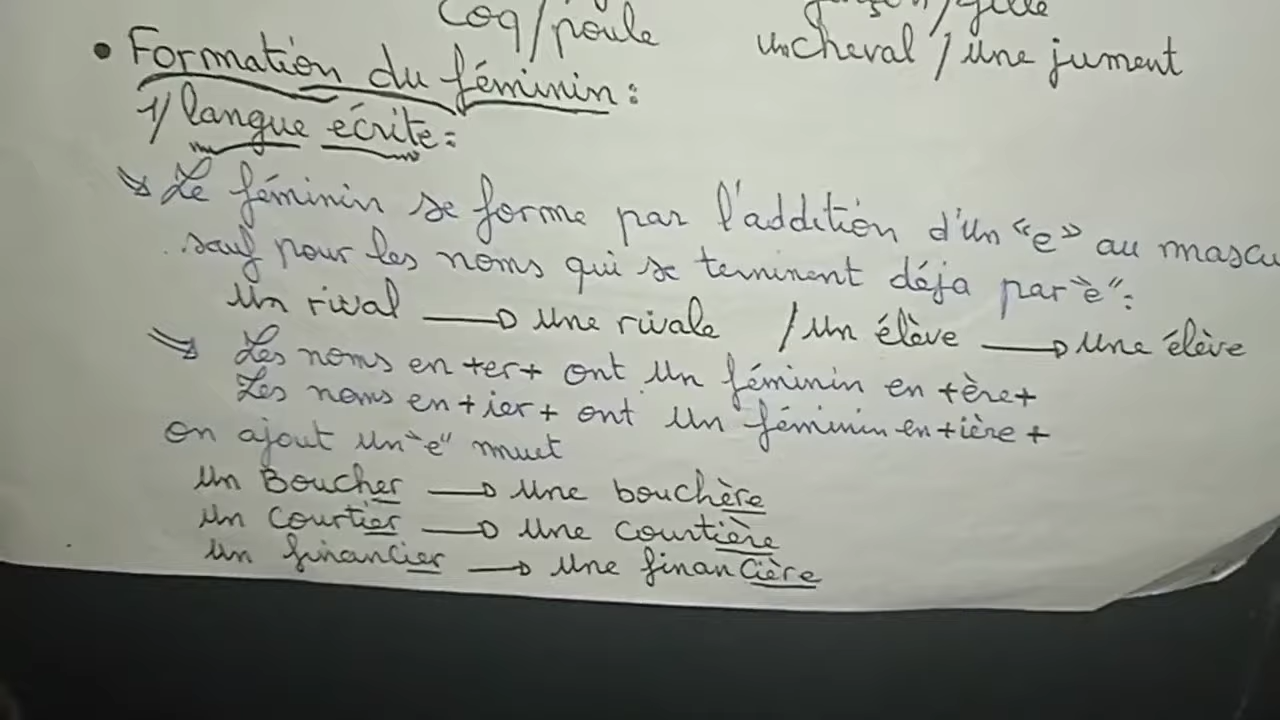 Coq/poule garçon/fille
un cheval / une jument
• Formation du féminin:
1/ langue écrite:
Le féminin se forme par l'addition d'un «e» au mascu
sauf pour les noms qui se terminent déja par "e":
Un rival → une rivale / un élève → une élève
Les noms en +er+ ont un féminin en +ère+
Les noms en +ier+ ont un féminin en +ière+
on ajout un "e" muet
un Boucher → une bouchère
un courtier → une courtière
un financier → une financière